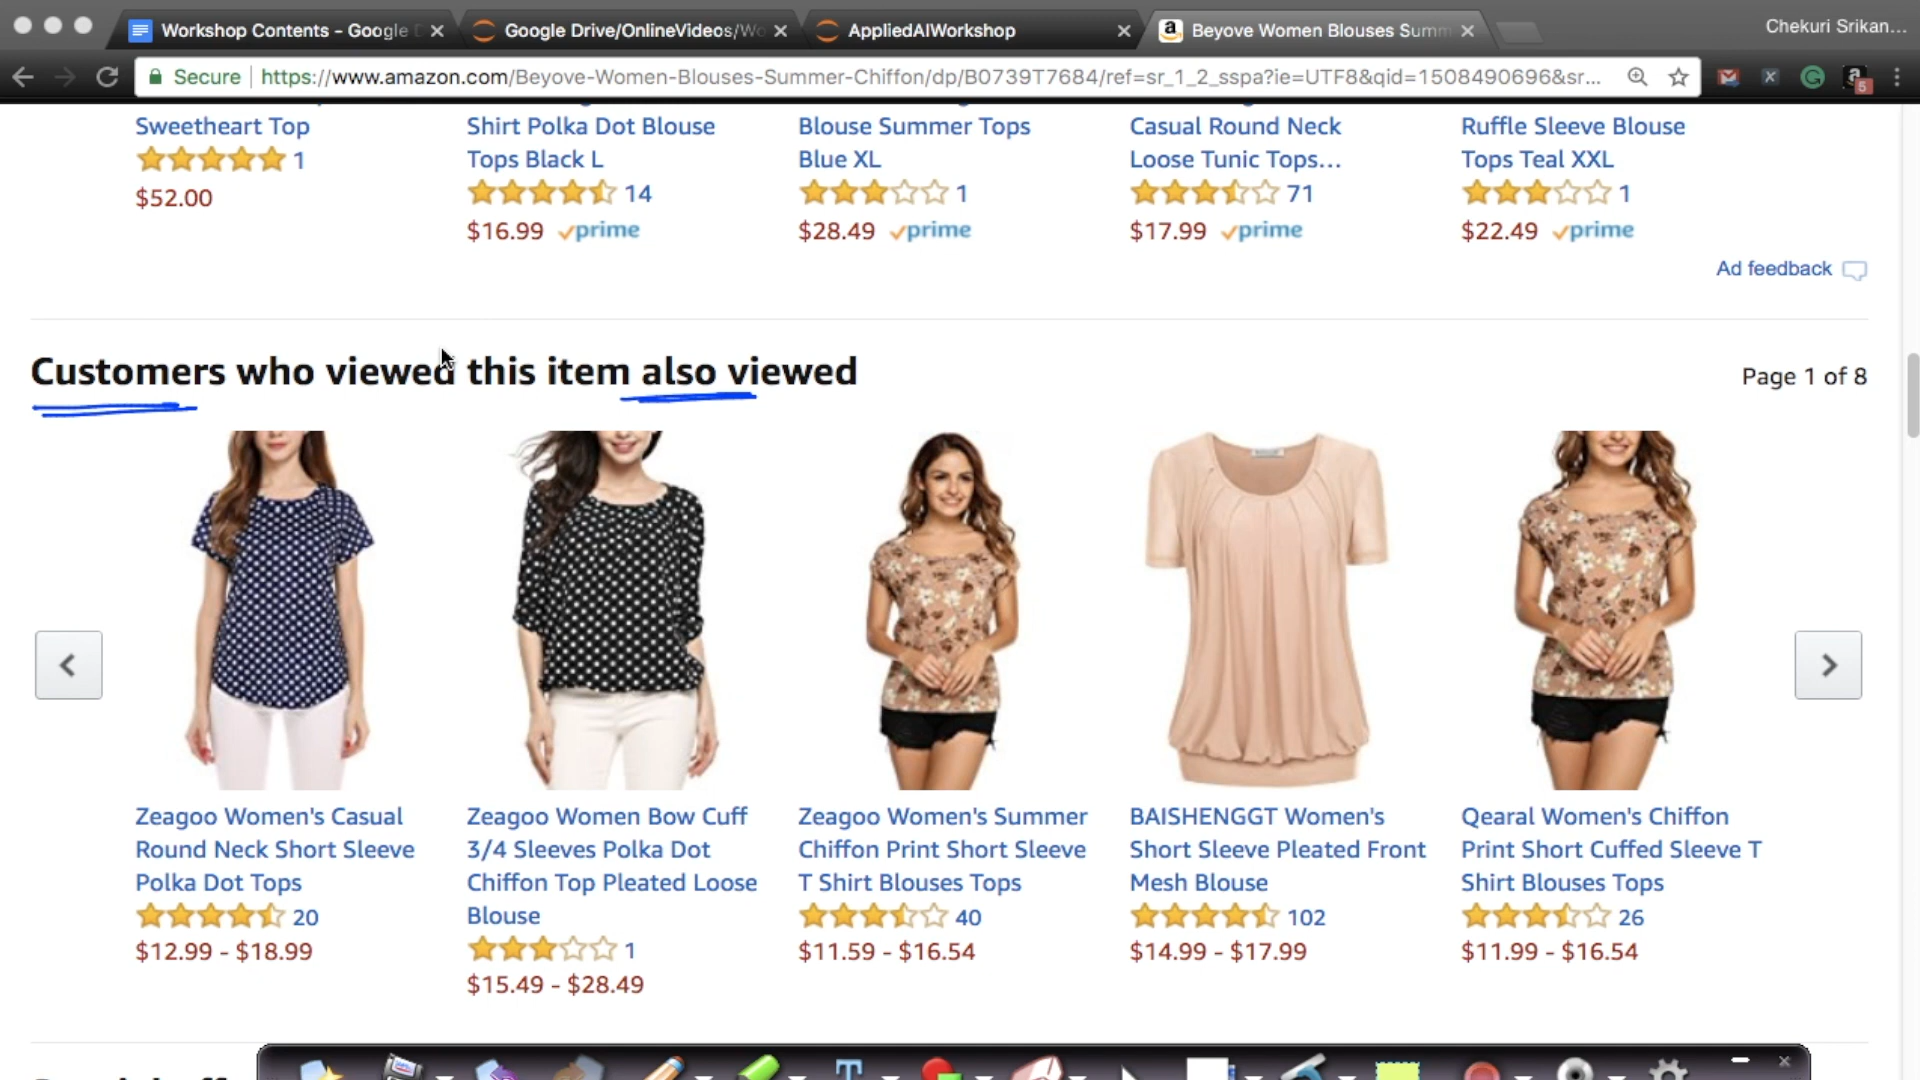 Workshop Contents - Google D
Google Drive/OnlineVideos/Wo
AppliedAIWorkshop
Beyove Women Blouses Summ
Chekuri Srikan...
Secure
https://www.amazon.com/Beyove-Women-Blouses-Summer-Chiffon/dp/B0739T7684/ref=sr_1_2_sspa?ie=UTF8&qid=1508490696&sr...
5
Sweetheart Top
1
$52.00
Shirt Polka Dot Blouse
Tops Black L
14
$16.99 prime
Blouse Summer Tops
Blue XL
1
$28.49 prime
Casual Round Neck
Loose Tunic Tops...
71
$17.99 prime
Ruffle Sleeve Blouse
Tops Teal XXL
1
$22.49 prime
Ad feedback
Customers who viewed this item also viewed
Page 1 of 8
Zeagoo Women's Casual
Round Neck Short Sleeve
Polka Dot Tops
20
$12.99 - $18.99
Zeagoo Women Bow Cuff
3/4 Sleeves Polka Dot
Chiffon Top Pleated Loose
Blouse
1
$15.49 - $28.49
Zeagoo Women's Summer
Chiffon Print Short Sleeve
T Shirt Blouses Tops
40
$11.59 - $16.54
BAISHENGGT Women's
Short Sleeve Pleated Front
Mesh Blouse
102
$14.99 - $17.99
Qearal Women's Chiffon
Print Short Cuffed Sleeve T
Shirt Blouses Tops
26
$11.99 - $16.54